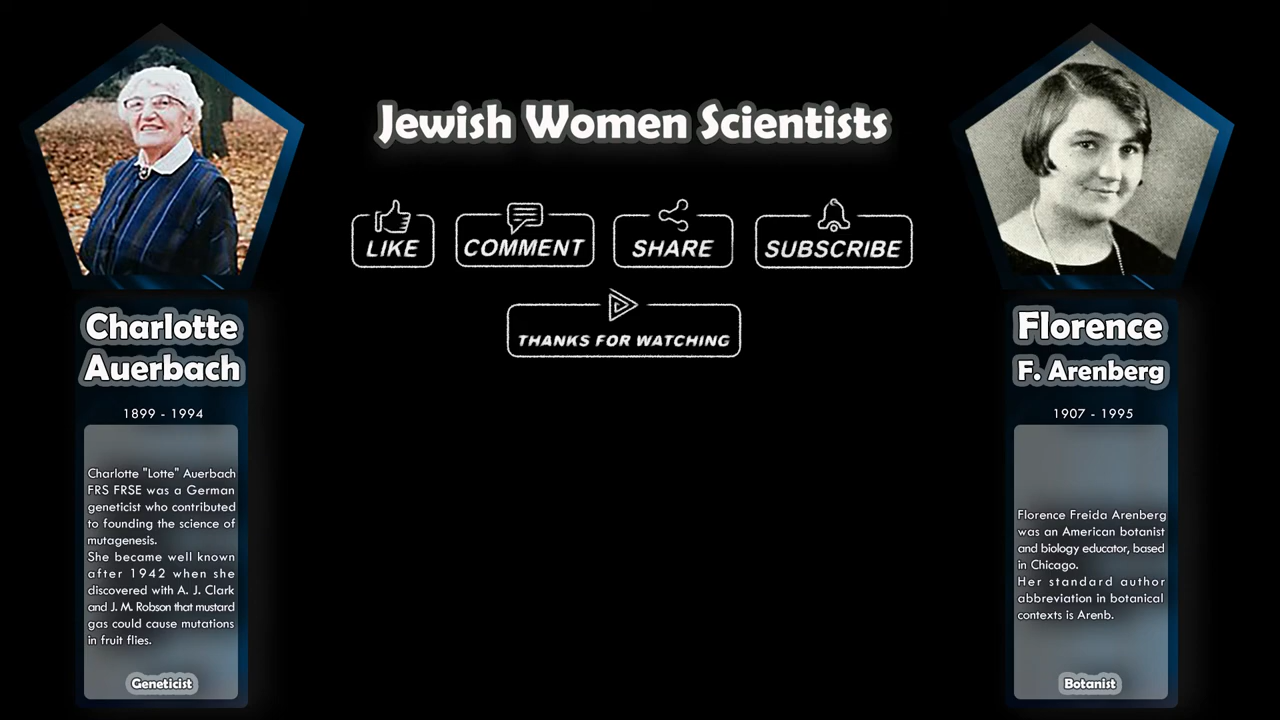 Jewish Women Scientists
LIKE
COMMENT
SHARE
SUBSCRIBE
THANKS FOR WATCHING
Charlotte
Auerbach
1899 - 1994
Charlotte "Lotte" Auerbach
FRS FRSE was a German
geneticist who contributed
to founding the science of
mutagenesis.
She became well known
after 1942 when she
discovered with A. J. Clark
and J. M. Robson that mustard
gas could cause mutations
in fruit flies.
Geneticist
Florence
F. Arenberg
1907 - 1995
Florence Freida Arenberg
was an American botanist
and biology educator, based
in Chicago.
Her standard author
abbreviation in botanical
contexts is Arenb.
Botanist